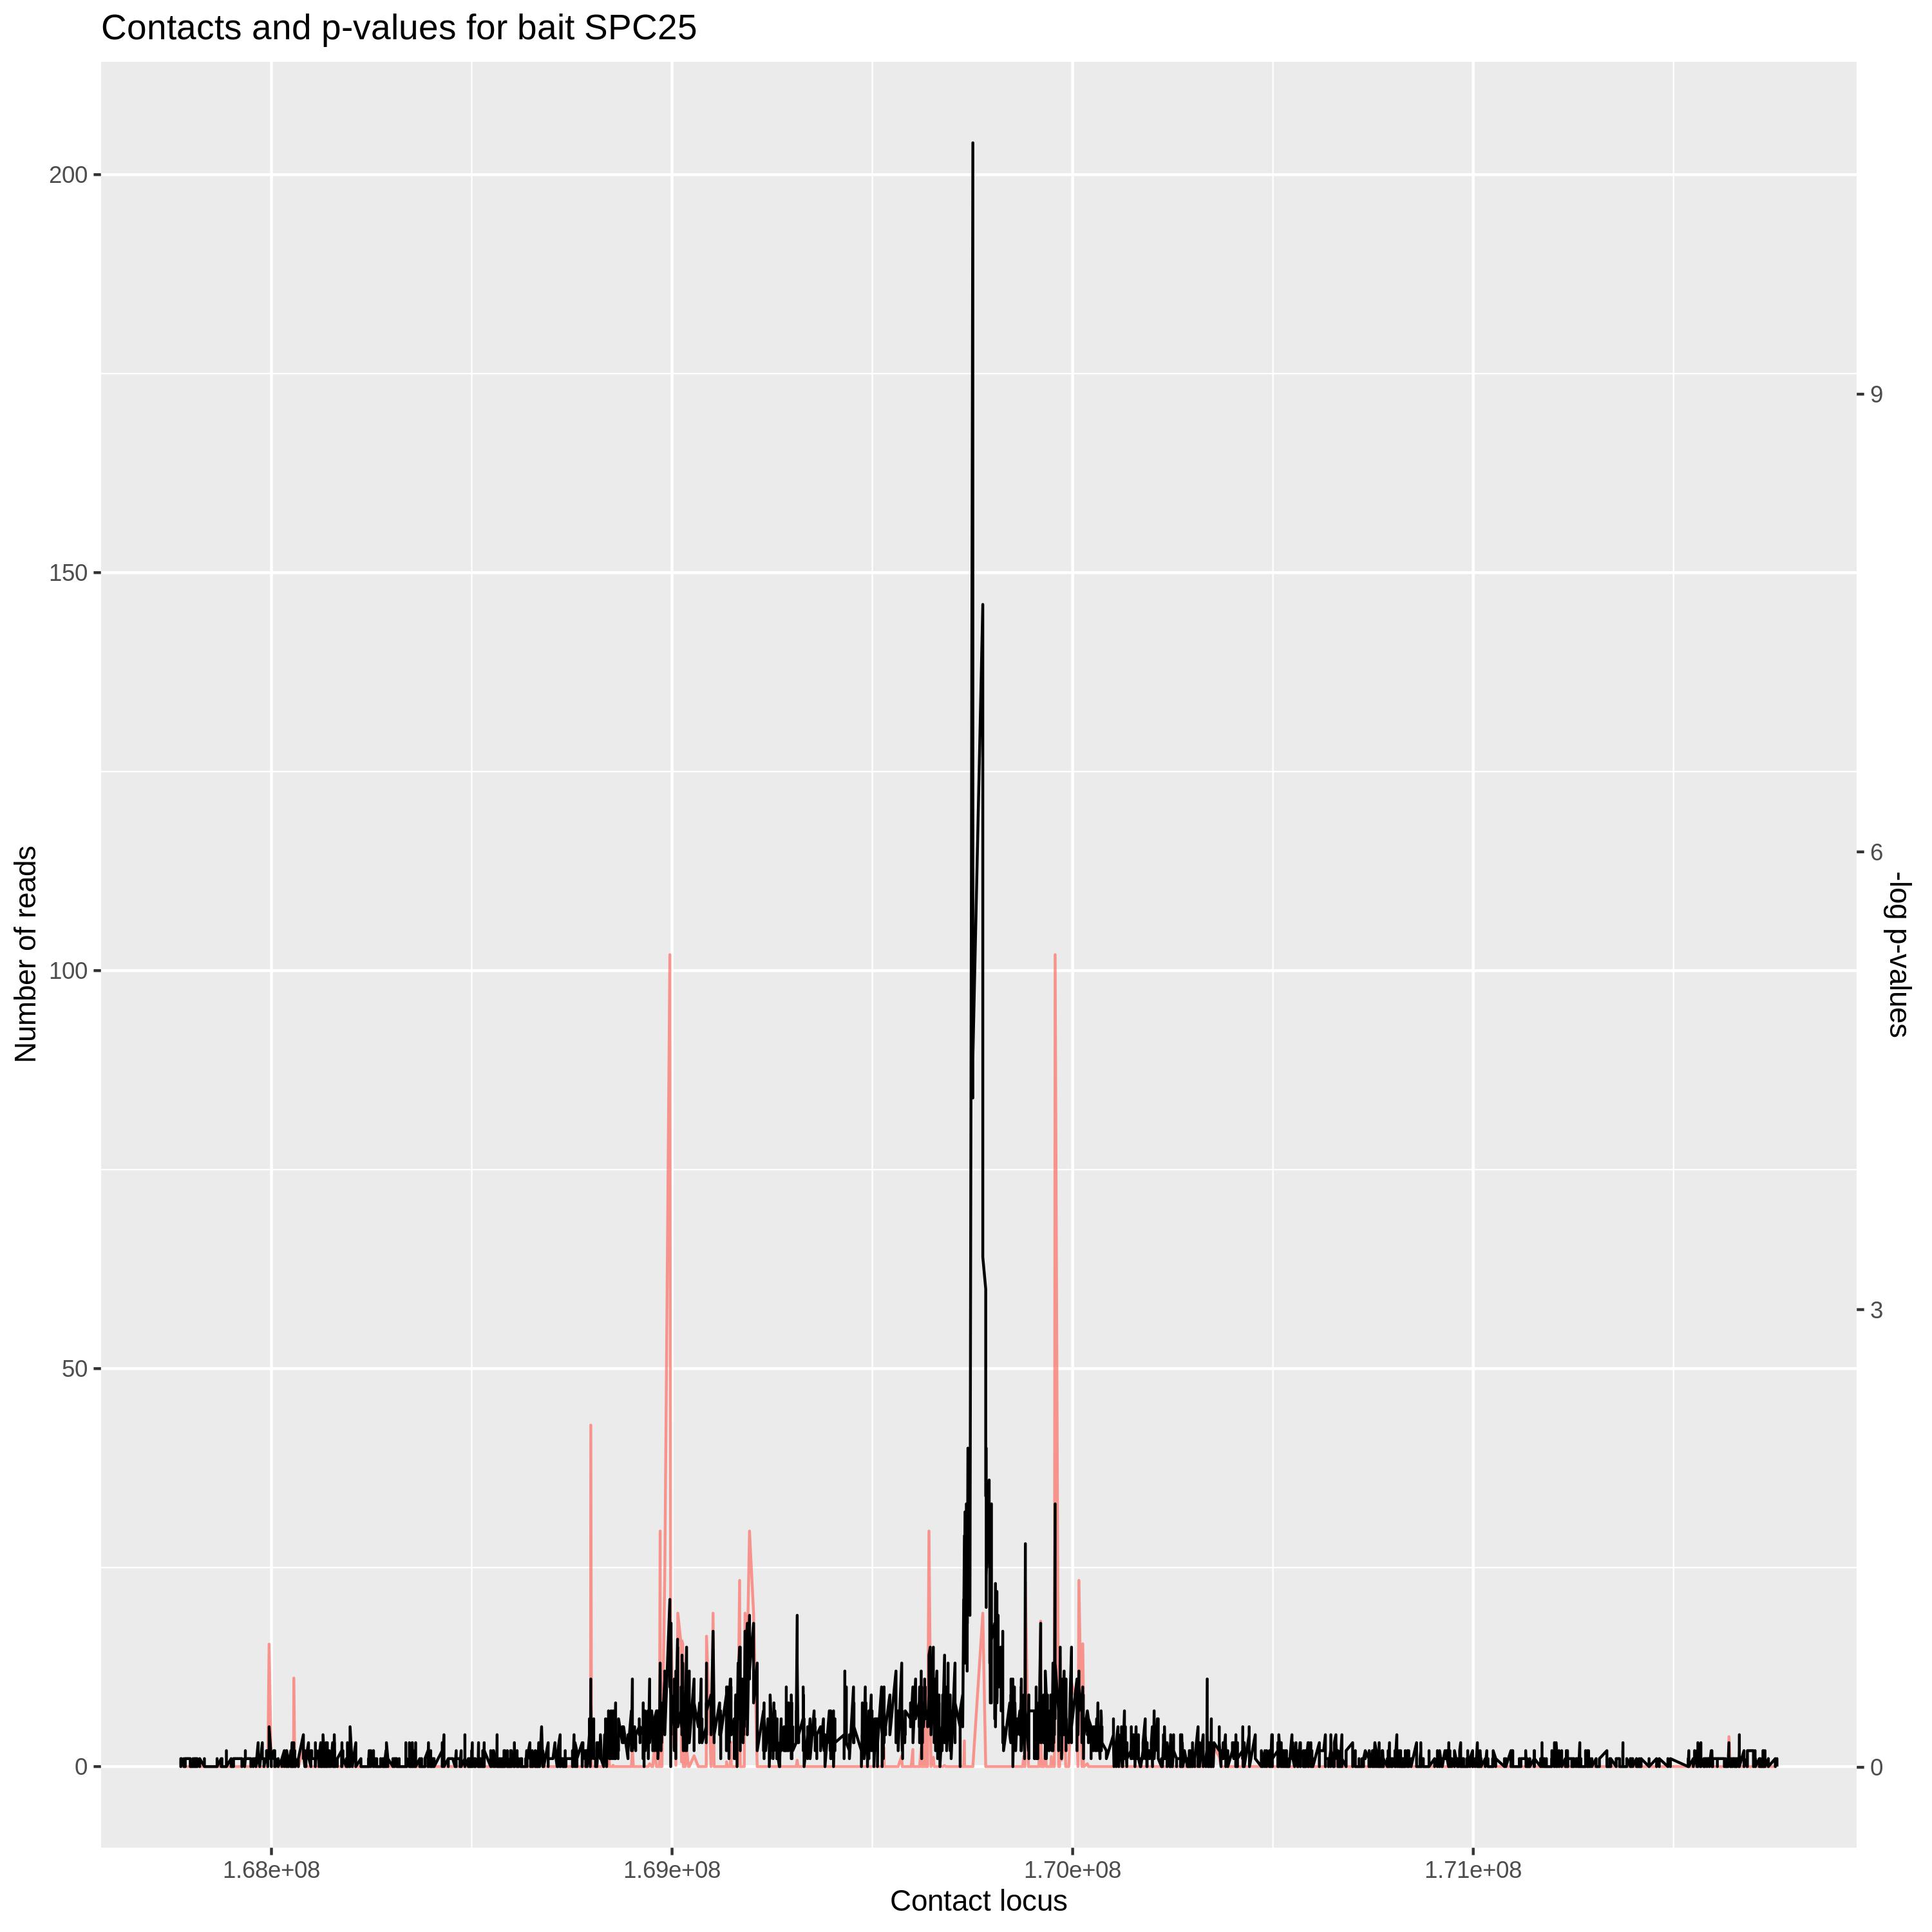 Contacts and p-values for bait SPC25
200
150
100
50
0
9
6
3
0
Number of reads
-log p-values
1.68e+08
1.69e+08
1.70e+08
1.71e+08
Contact locus